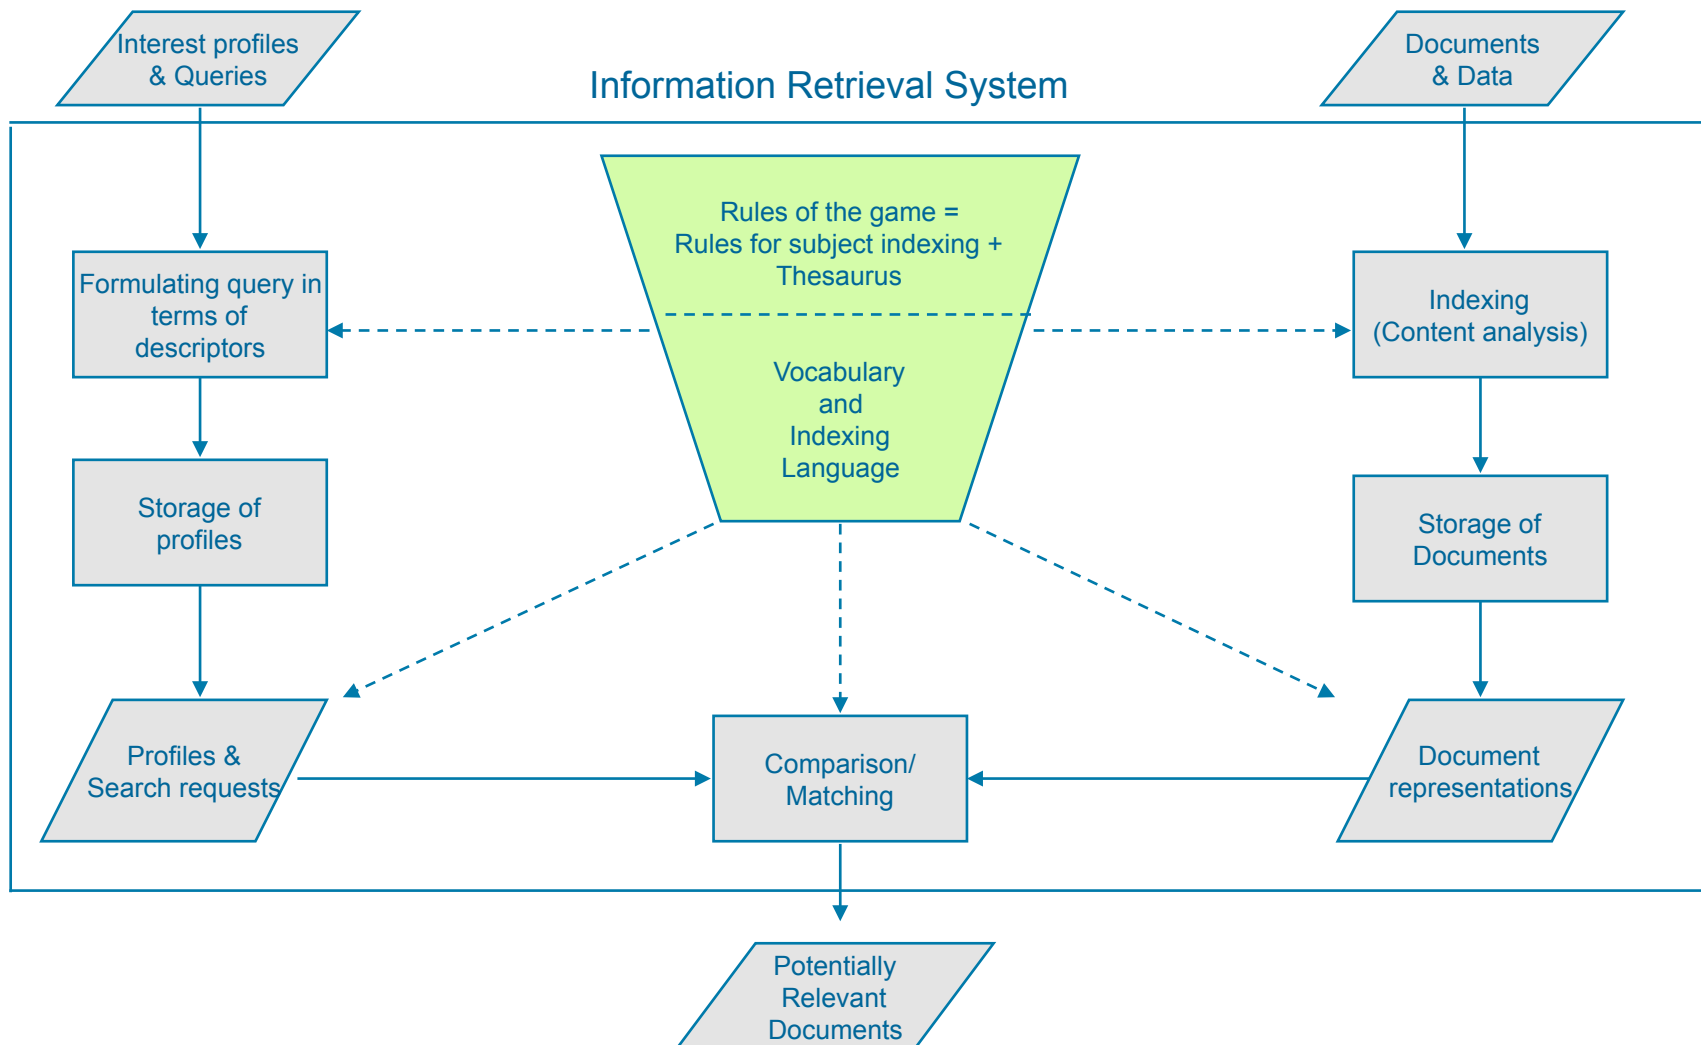 Interest profiles
& Queries
Information Retrieval System
Documents
& Data
Rules of the game =
Rules for subject indexing +
Thesaurus
Formulating query in
terms of
descriptors
Indexing
(Content analysis)
Vocabulary
and
Indexing
Language
Storage of
profiles
Storage of
Documents
Profiles &
Search requests
Comparison/
Matching
Document
representations
Potentially
Relevant
Documents